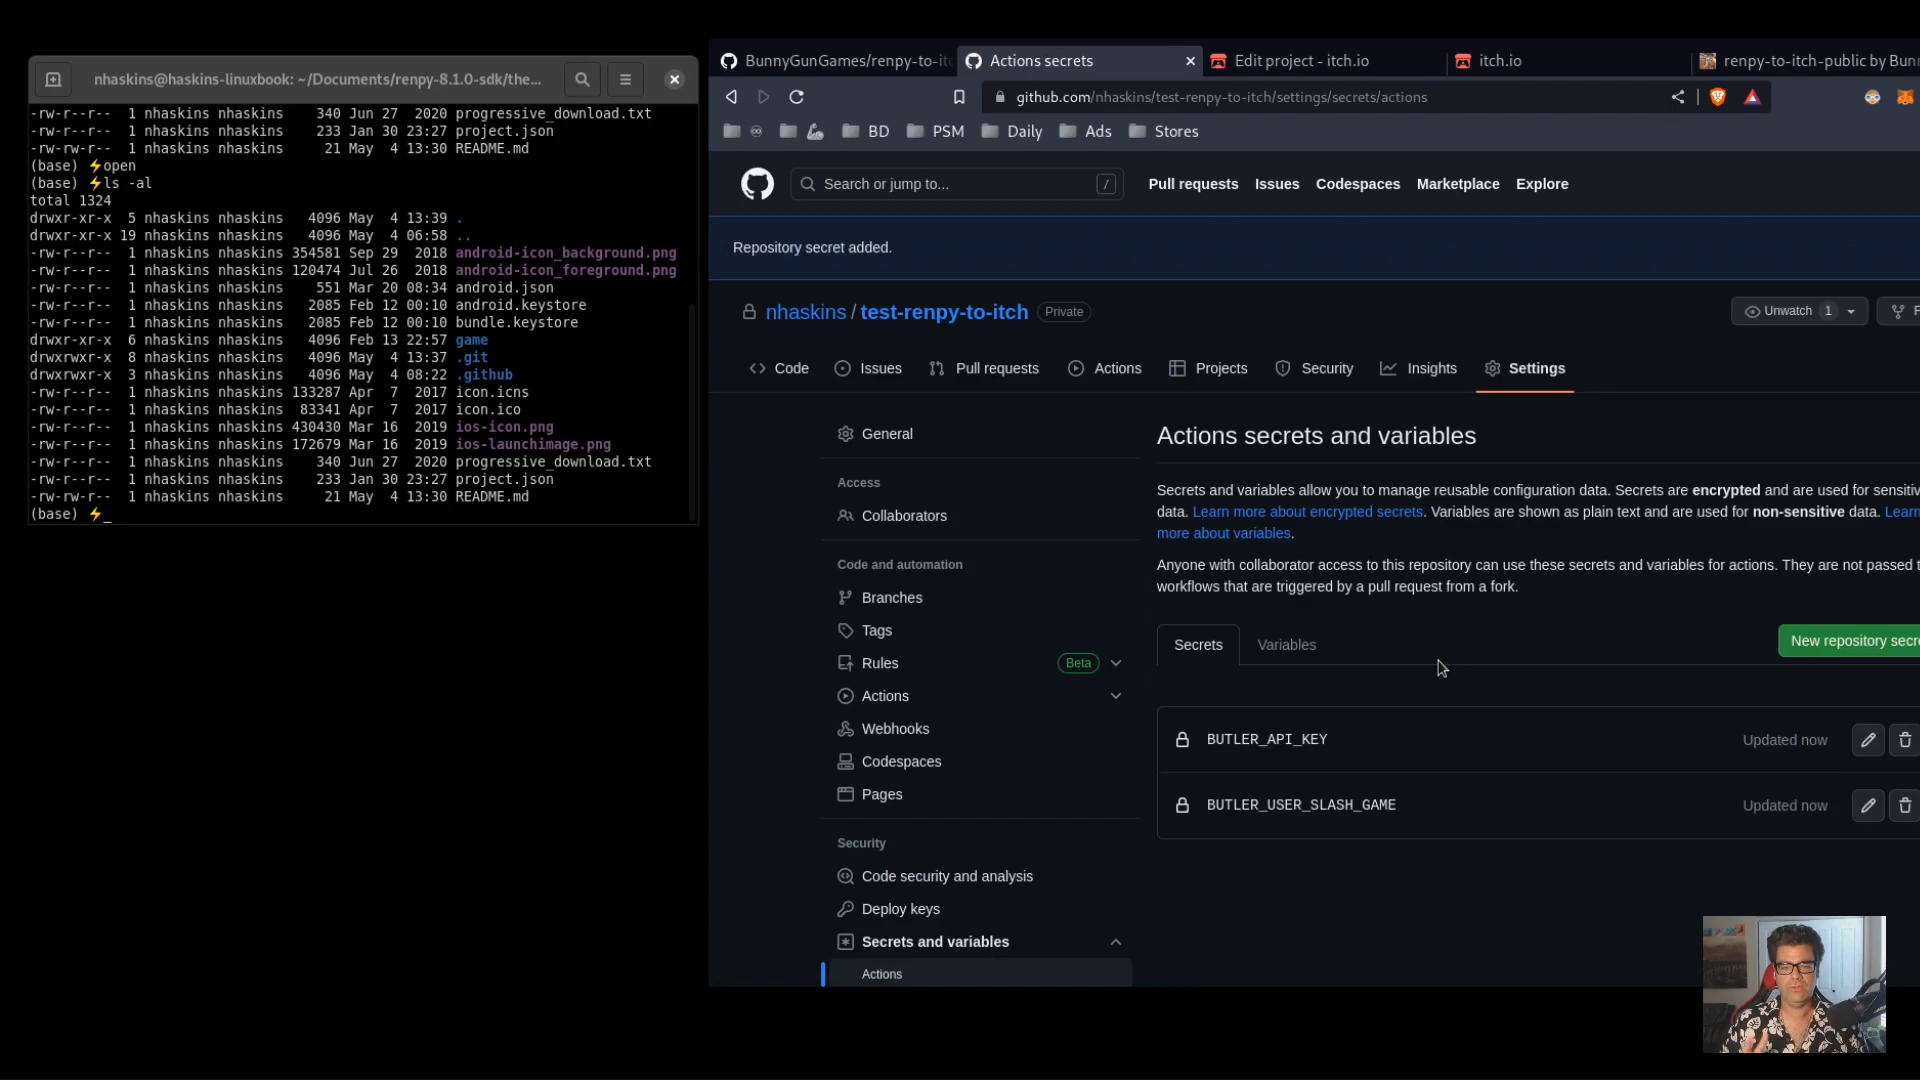 nhaskins@haskins-linuxbook: ~/Documents/renpy-8.1.0-sdk/the...
-rw-r--r-- 1 nhaskins nhaskins 340 Jun 27 2020 progressive_download.txt
-rw-r--r-- 1 nhaskins nhaskins 233 Jan 30 23:27 project.json
-rw-rw-r-- 1 nhaskins nhaskins 21 May 4 13:30 README.md
(base) ⚡open
(base) ⚡ls -al
total 1324
drwxr-xr-x 5 nhaskins nhaskins 4096 May 4 13:39 .
drwxr-xr-x 19 nhaskins nhaskins 4096 May 4 06:58 ..
-rw-r--r-- 1 nhaskins nhaskins 354581 Sep 29 2018 android-icon_background.png
-rw-r--r-- 1 nhaskins nhaskins 120474 Jul 26 2018 android-icon_foreground.png
-rw-r--r-- 1 nhaskins nhaskins 551 Mar 20 08:34 android.json
-rw-r--r-- 1 nhaskins nhaskins 2085 Feb 12 00:10 android.keystore
-rw-r--r-- 1 nhaskins nhaskins 2085 Feb 12 00:10 bundle.keystore
drwxr-xr-x 6 nhaskins nhaskins 4096 Feb 13 22:57 game
drwxrwxr-x 8 nhaskins nhaskins 4096 May 4 13:37 .git
drwxrwxr-x 3 nhaskins nhaskins 4096 May 4 08:22 .github
-rw-r--r-- 1 nhaskins nhaskins 133287 Apr 7 2017 icon.icns
-rw-r--r-- 1 nhaskins nhaskins 83341 Apr 7 2017 icon.ico
-rw-r--r-- 1 nhaskins nhaskins 430430 Mar 16 2019 ios-icon.png
-rw-r--r-- 1 nhaskins nhaskins 172679 Mar 16 2019 ios-launchimage.png
-rw-r--r-- 1 nhaskins nhaskins 340 Jun 27 2020 progressive_download.txt
-rw-r--r-- 1 nhaskins nhaskins 233 Jan 30 23:27 project.json
-rw-rw-r-- 1 nhaskins nhaskins 21 May 4 13:30 README.md
(base) ⚡_
BunnyGunGames/renpy-to-it Actions secrets Edit project - itch.io itch.io renpy-to-itch-public by Bun
github.com/nhaskins/test-renpy-to-itch/settings/secrets/actions
BD PSM Daily Ads Stores
Search or jump to... / Pull requests Issues Codespaces Marketplace Explore
Repository secret added.
nhaskins / test-renpy-to-itch Private Unwatch 1 F
Code Issues Pull requests Actions Projects Security Insights Settings
General
Access
Collaborators
Code and automation
Branches
Tags
Rules Beta
Actions
Webhooks
Codespaces
Pages
Security
Code security and analysis
Deploy keys
Secrets and variables
Actions
Actions secrets and variables
Secrets and variables allow you to manage reusable configuration data. Secrets are encrypted and are used for sensitiv
data. Learn more about encrypted secrets. Variables are shown as plain text and are used for non-sensitive data. Learn
more about variables.
Anyone with collaborator access to this repository can use these secrets and variables for actions. They are not passed t
workflows that are triggered by a pull request from a fork.
Secrets Variables New repository secre
BUTLER_API_KEY Updated now
BUTLER_USER_SLASH_GAME Updated now